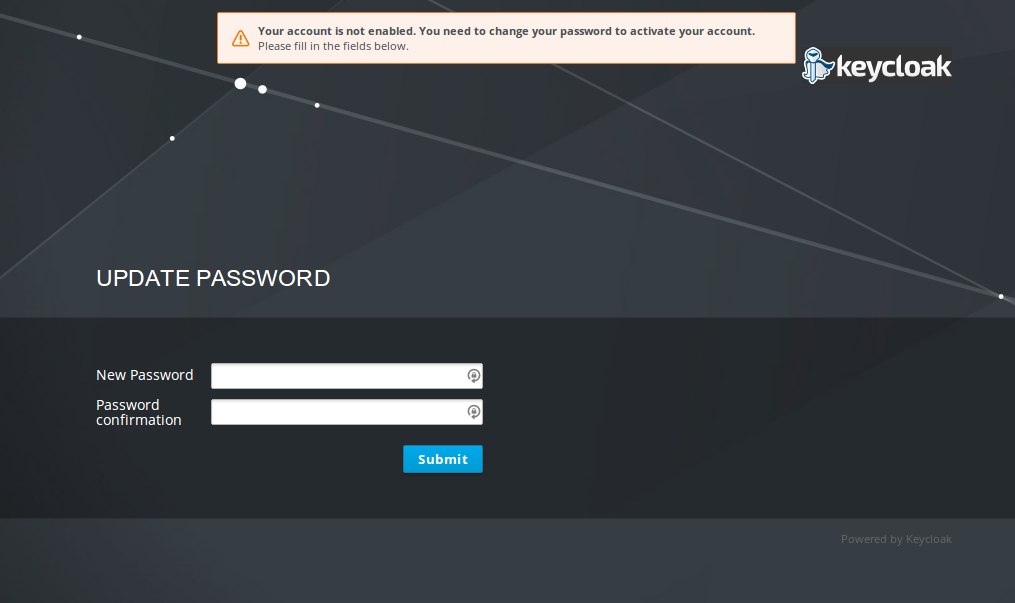 Your account is not enabled. You need to change your password to activate your account.
Please fill in the fields below.
keycloak
UPDATE PASSWORD
New Password
Password
confirmation
Submit
Powered by Keycloak